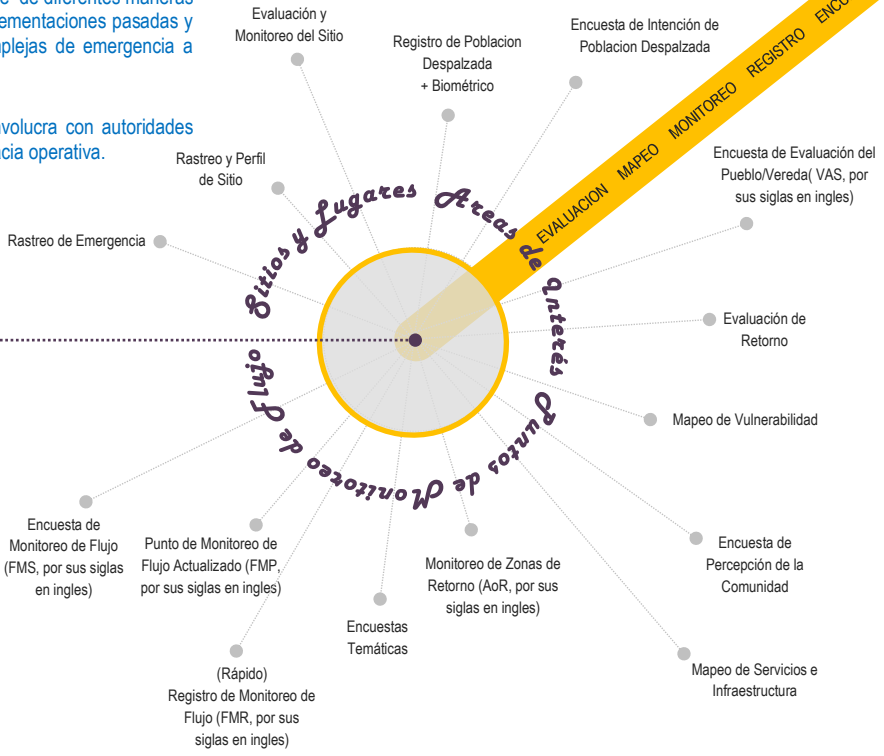 de diferentes maneras
ementaciones pasadas y
mplejas de emergencia a
nvolucra con autoridades
ncia operativa.
Evaluación y
Monitoreo del Sitio
Registro de Poblacion
Despalzada
+ Biométrico
Encuesta de Intención de
Poblacion Despalzada
EVALUACION MAPEO MONITOREO REGISTRO ENCU
Encuesta de Evaluación del
Pueblo/Vereda( VAS, por
sus siglas en ingles)
Rastreo y Perfil
de Sitio
Rastreo de Emergencia
Sitios y Lugares Areas de Interés Puntos de Monitoreo de Flujo
Evaluación de
Retorno
Mapeo de Vulnerabilidad
Encuesta de
Monitoreo de Flujo
(FMS, por sus siglas
en ingles)
Punto de Monitoreo de
Flujo Actualizado (FMP,
por sus siglas en ingles)
Monitoreo de Zonas de
Retorno (AoR, por sus
siglas en ingles)
Encuesta de
Percepción de la
Comunidad
Encuestas
Temáticas
(Rápido)
Registro de Monitoreo de
Flujo (FMR, por sus
siglas en ingles)
Mapeo de Servicios e
Infraestructura